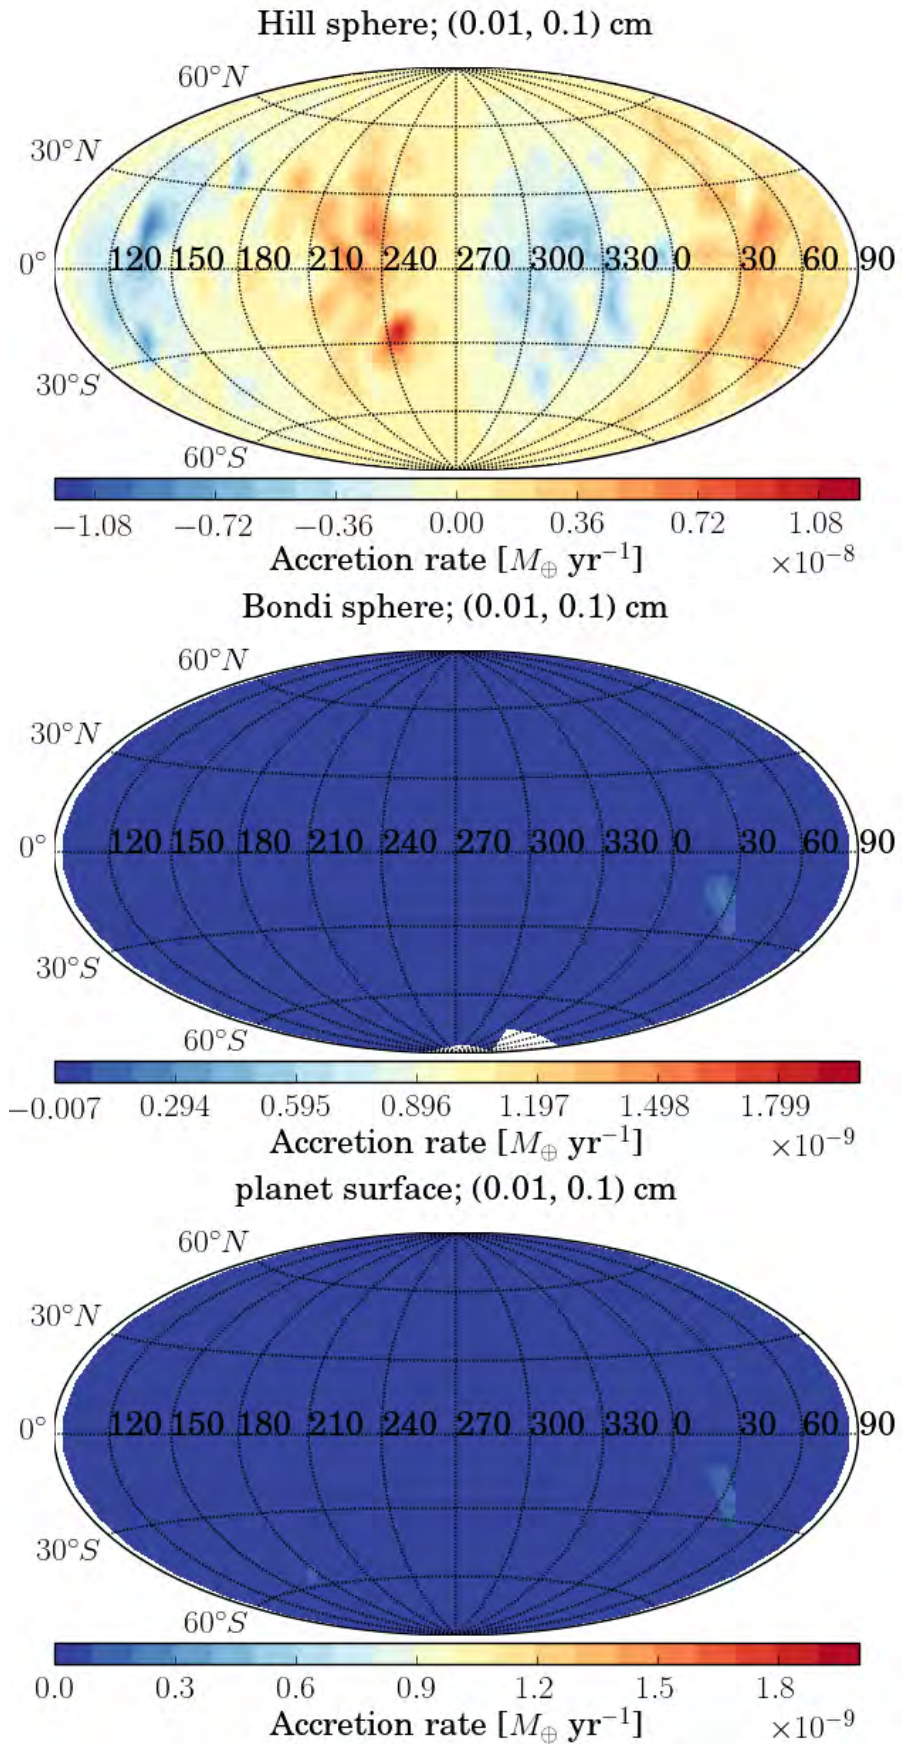 Hill sphere; (0.01, 0.1) cm
60°N
30°N
0° 120 150 180 210 240 270 300 330 0 30 60 90
30°S
60°S
−1.08 −0.72 −0.36 0.00 0.36 0.72 1.08
Accretion rate [M⊕ yr⁻¹] ×10⁻⁸
Bondi sphere; (0.01, 0.1) cm
60°N
30°N
0° 120 150 180 210 240 270 300 330 0 30 60 90
30°S
60°S
−0.007 0.294 0.595 0.896 1.197 1.498 1.799
Accretion rate [M⊕ yr⁻¹] ×10⁻⁹
planet surface; (0.01, 0.1) cm
60°N
30°N
0° 120 150 180 210 240 270 300 330 0 30 60 90
30°S
60°S
0.0 0.3 0.6 0.9 1.2 1.5 1.8
Accretion rate [M⊕ yr⁻¹] ×10⁻⁹